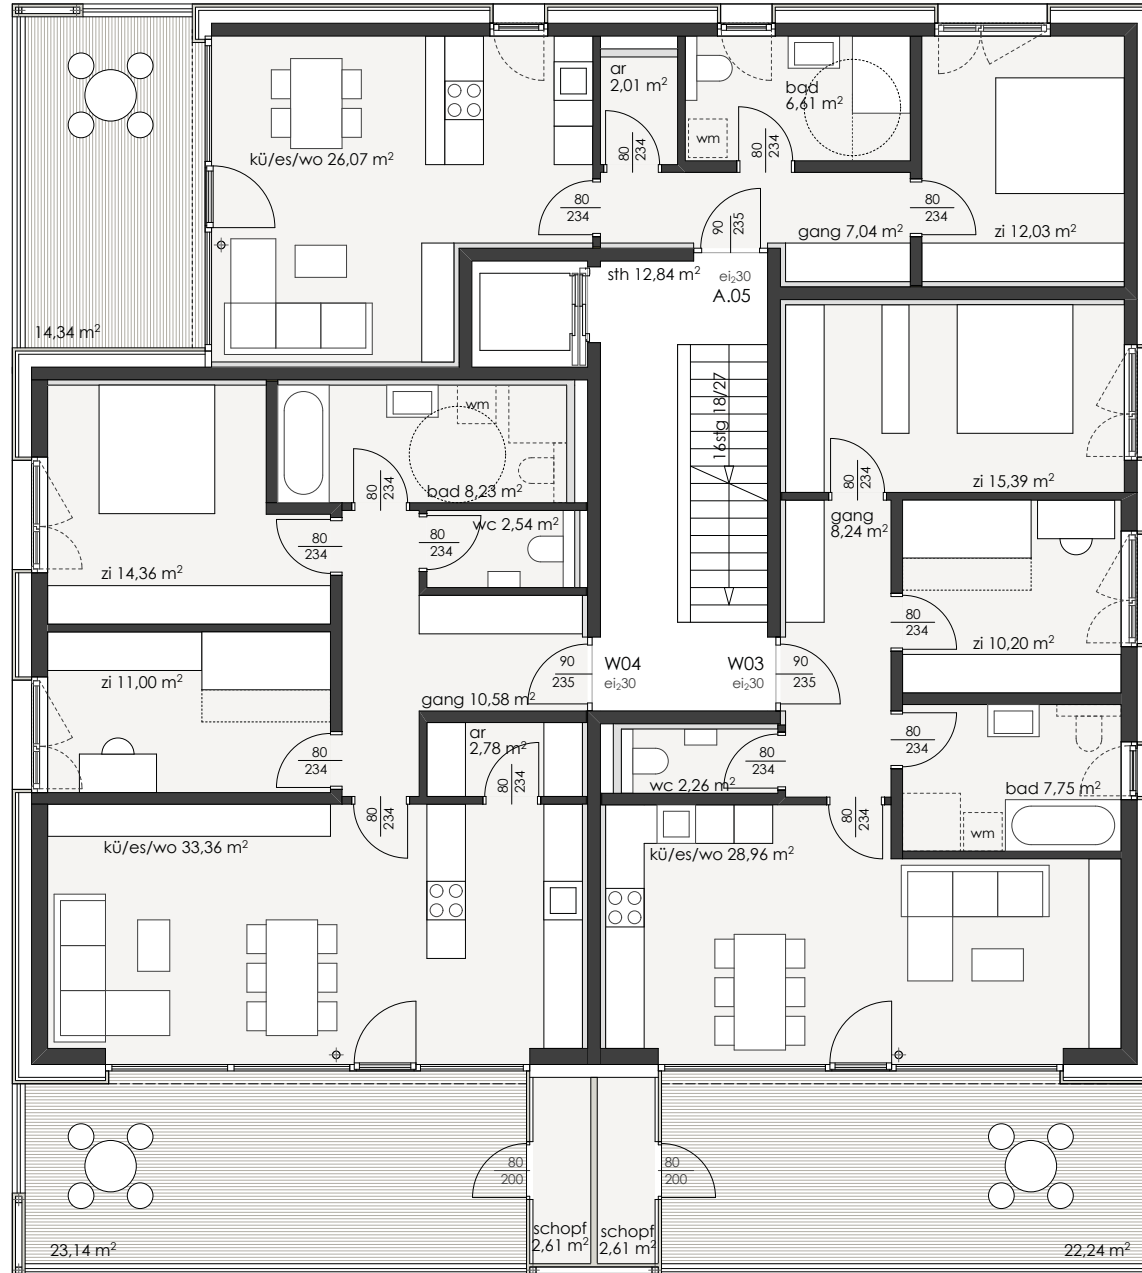 ar
2,01 m²
bad
6,61 m²
wm
kü/es/wo 26,07 m²
80
234
80
234
80
234
90
235
80
234
gang 7,04 m²
zi 12,03 m²
sth 12,84 m²
ei₂30
A.05
14,34 m²
16stg 18/27
wm
bad 8,23 m²
80
234
80
234
zi 15,39 m²
wc 2,54 m²
gang
8,24 m²
80
234
80
234
zi 14,36 m²
80
234
zi 10,20 m²
90
235
W04
ei₂30
W03
ei₂30
90
235
zi 11,00 m²
gang 10,58 m²
ar
2,78 m²
80
234
80
234
80
234
80
234
wc 2,26 m²
bad 7,75 m²
80
234
80
234
wm
kü/es/wo 33,36 m²
kü/es/wo 28,96 m²
80
200
80
200
schopf
2,61 m²
schopf
2,61 m²
23,14 m²
22,24 m²